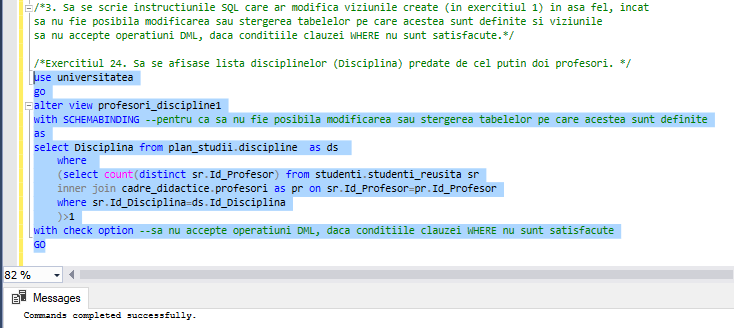 /*3. Sa se scrie instructiunile SQL care ar modifica viziunile create (in exercitiul 1) in asa fel, incat
sa nu fie posibila modificarea sau stergerea tabelelor pe care acestea sunt definite si viziunile
sa nu accepte operatiuni DML, daca conditiile clauzei WHERE nu sunt satisfacute.*/
/*Exercitiul 24. Sa se afisase lista disciplinelor (Disciplina) predate de cel putin doi profesori. */
use universitatea
go
alter view profesori_discipline1
with SCHEMABINDING --pentru ca sa nu fie posibila modificarea sau stergerea tabelelor pe care acestea sunt definite
as
select Disciplina from plan_studii.discipline  as ds
where
(select count(distinct sr.Id_Profesor) from studenti.studenti_reusita sr
inner join cadre_didactice.profesori as pr on sr.Id_Profesor=pr.Id_Profesor
where sr.Id_Disciplina=ds.Id_Disciplina
)>1
with check option --sa nu accepte operatiuni DML, daca conditiile clauzei WHERE nu sunt satisfacute
GO
82 %
Messages
Commands completed successfully.